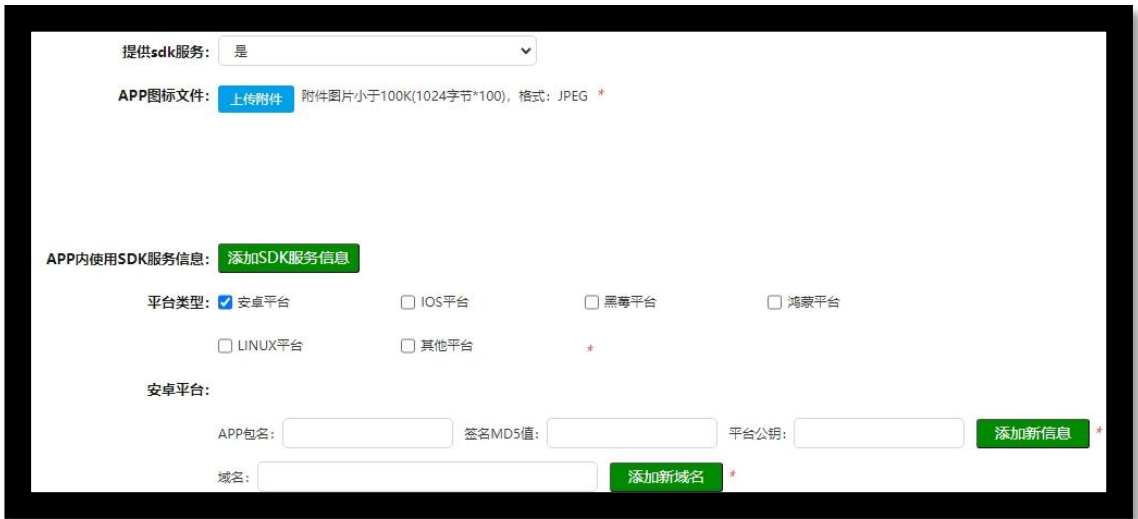 提供sdk服务: 是
APP图标文件: 上传附件 附件图片小于100K(1024字节*100), 格式: JPEG *
APP内使用SDK服务信息: 添加SDK服务信息
平台类型: 安卓平台 IOS平台 黑莓平台 鸿蒙平台
LINUX平台 其他平台 *
安卓平台:
APP包名: 签名MD5值: 平台公钥: 添加新信息 *
域名: 添加新域名 *